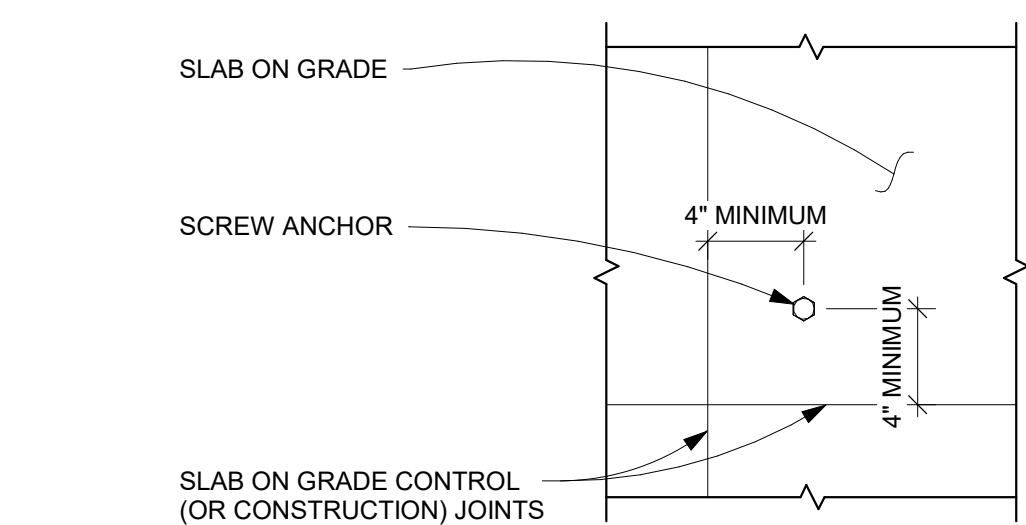 SLAB ON GRADE
4" MINIMUM
SCREW ANCHOR
4" MINIMUM
SLAB ON GRADE CONTROL
(OR CONSTRUCTION) JOINTS